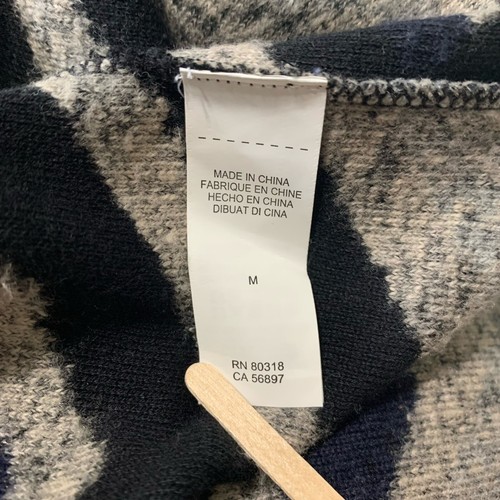 MADE IN CHINA
FABRIQUE EN CHINE
HECHO EN CHINA
DIBUAT DI CINA
M
RN 80318
CA 56897